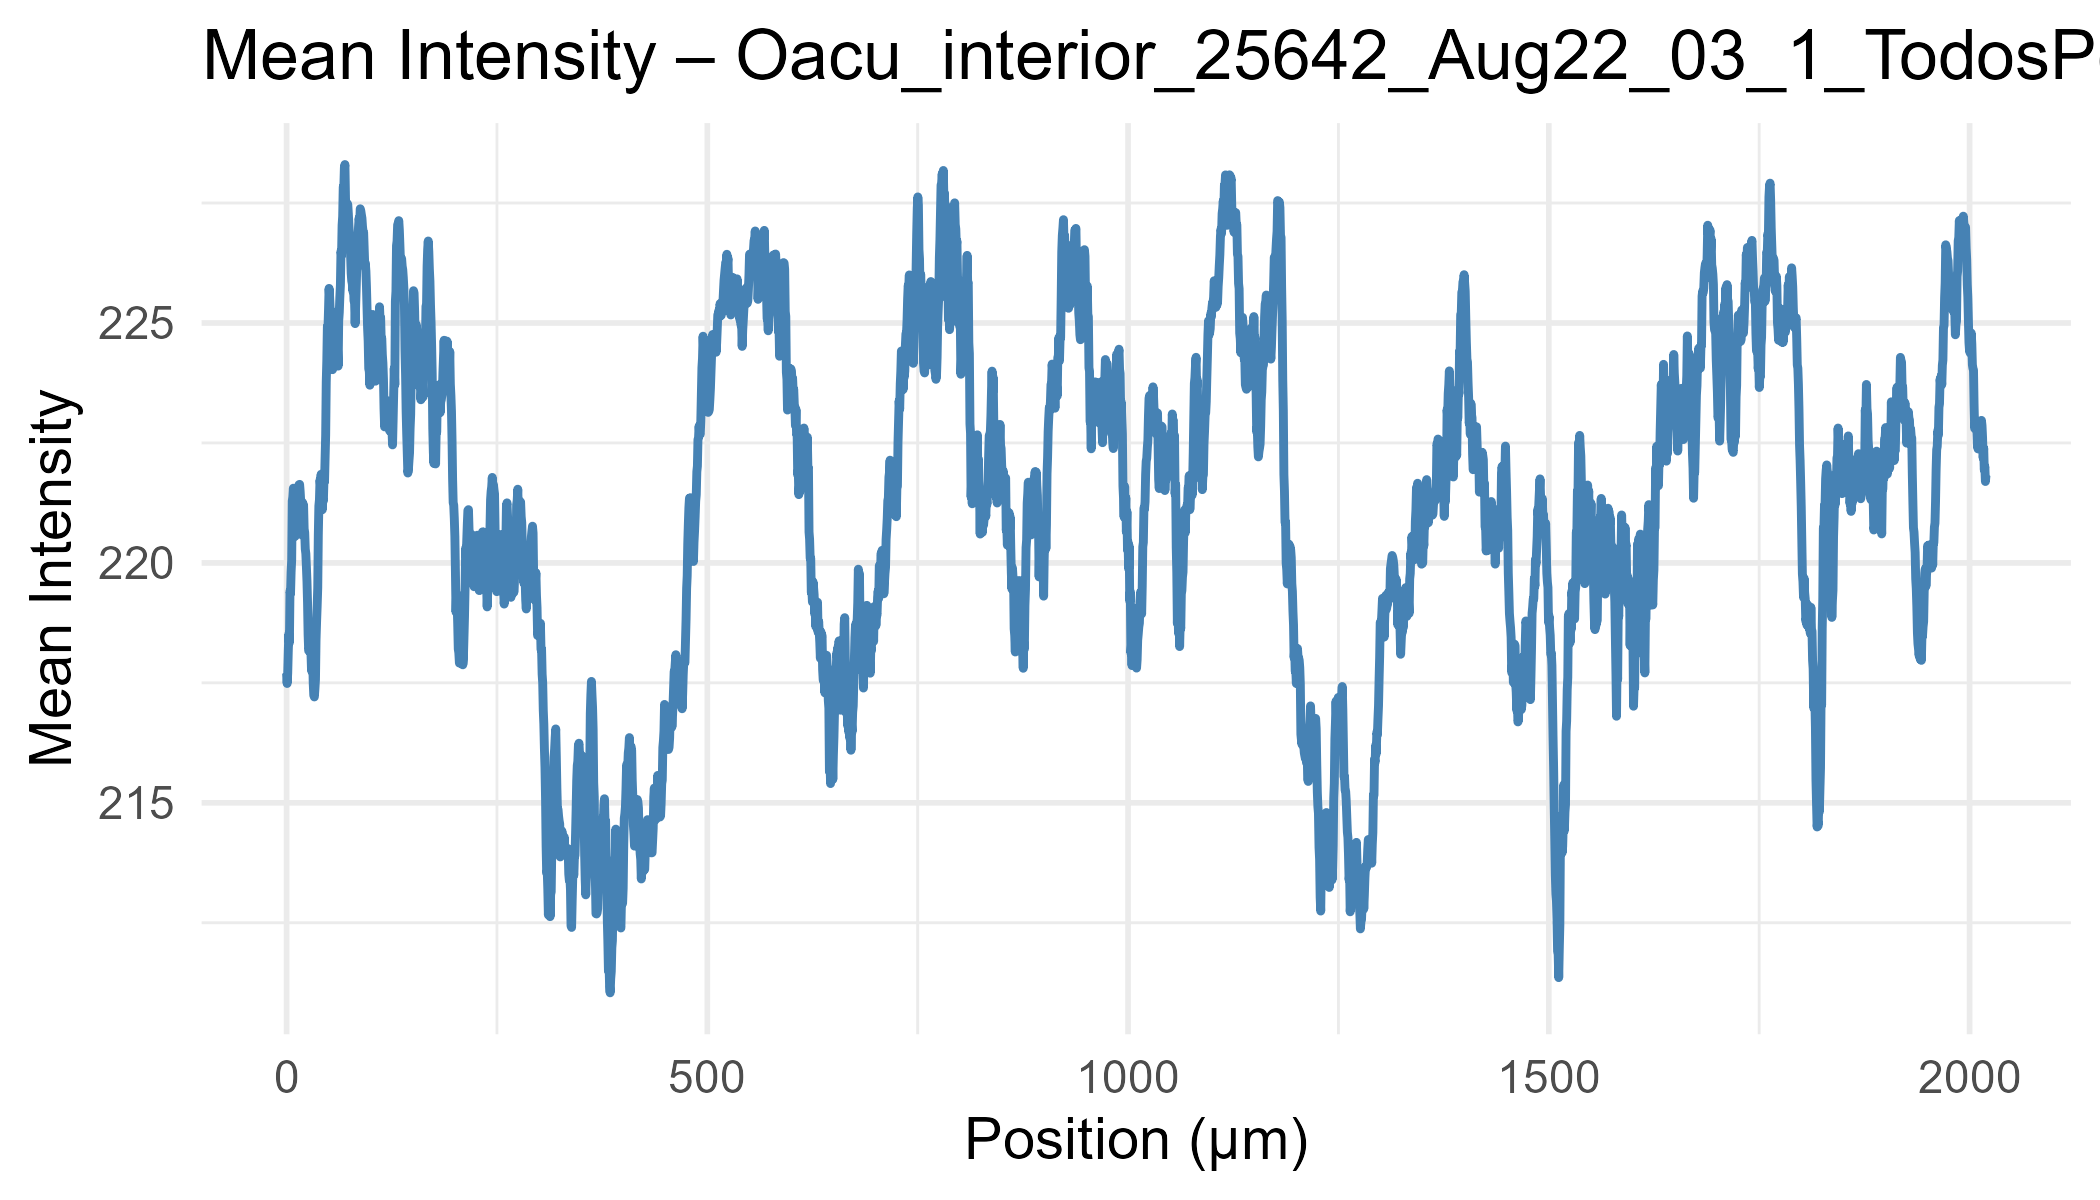 Mean Intensity – Oacu_interior_25642_Aug22_03_1_TodosP
Mean Intensity
225
220
215
0 500 1000 1500 2000
Position (µm)